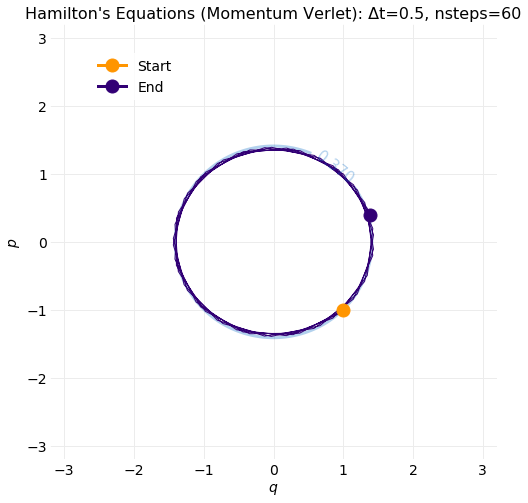 Hamilton's Equations (Momentum Verlet): Δt=0.5, nsteps=60
Start
End
3
2
1
0
−1
−2
−3
p
−3
−2
−1
0
1
2
3
q